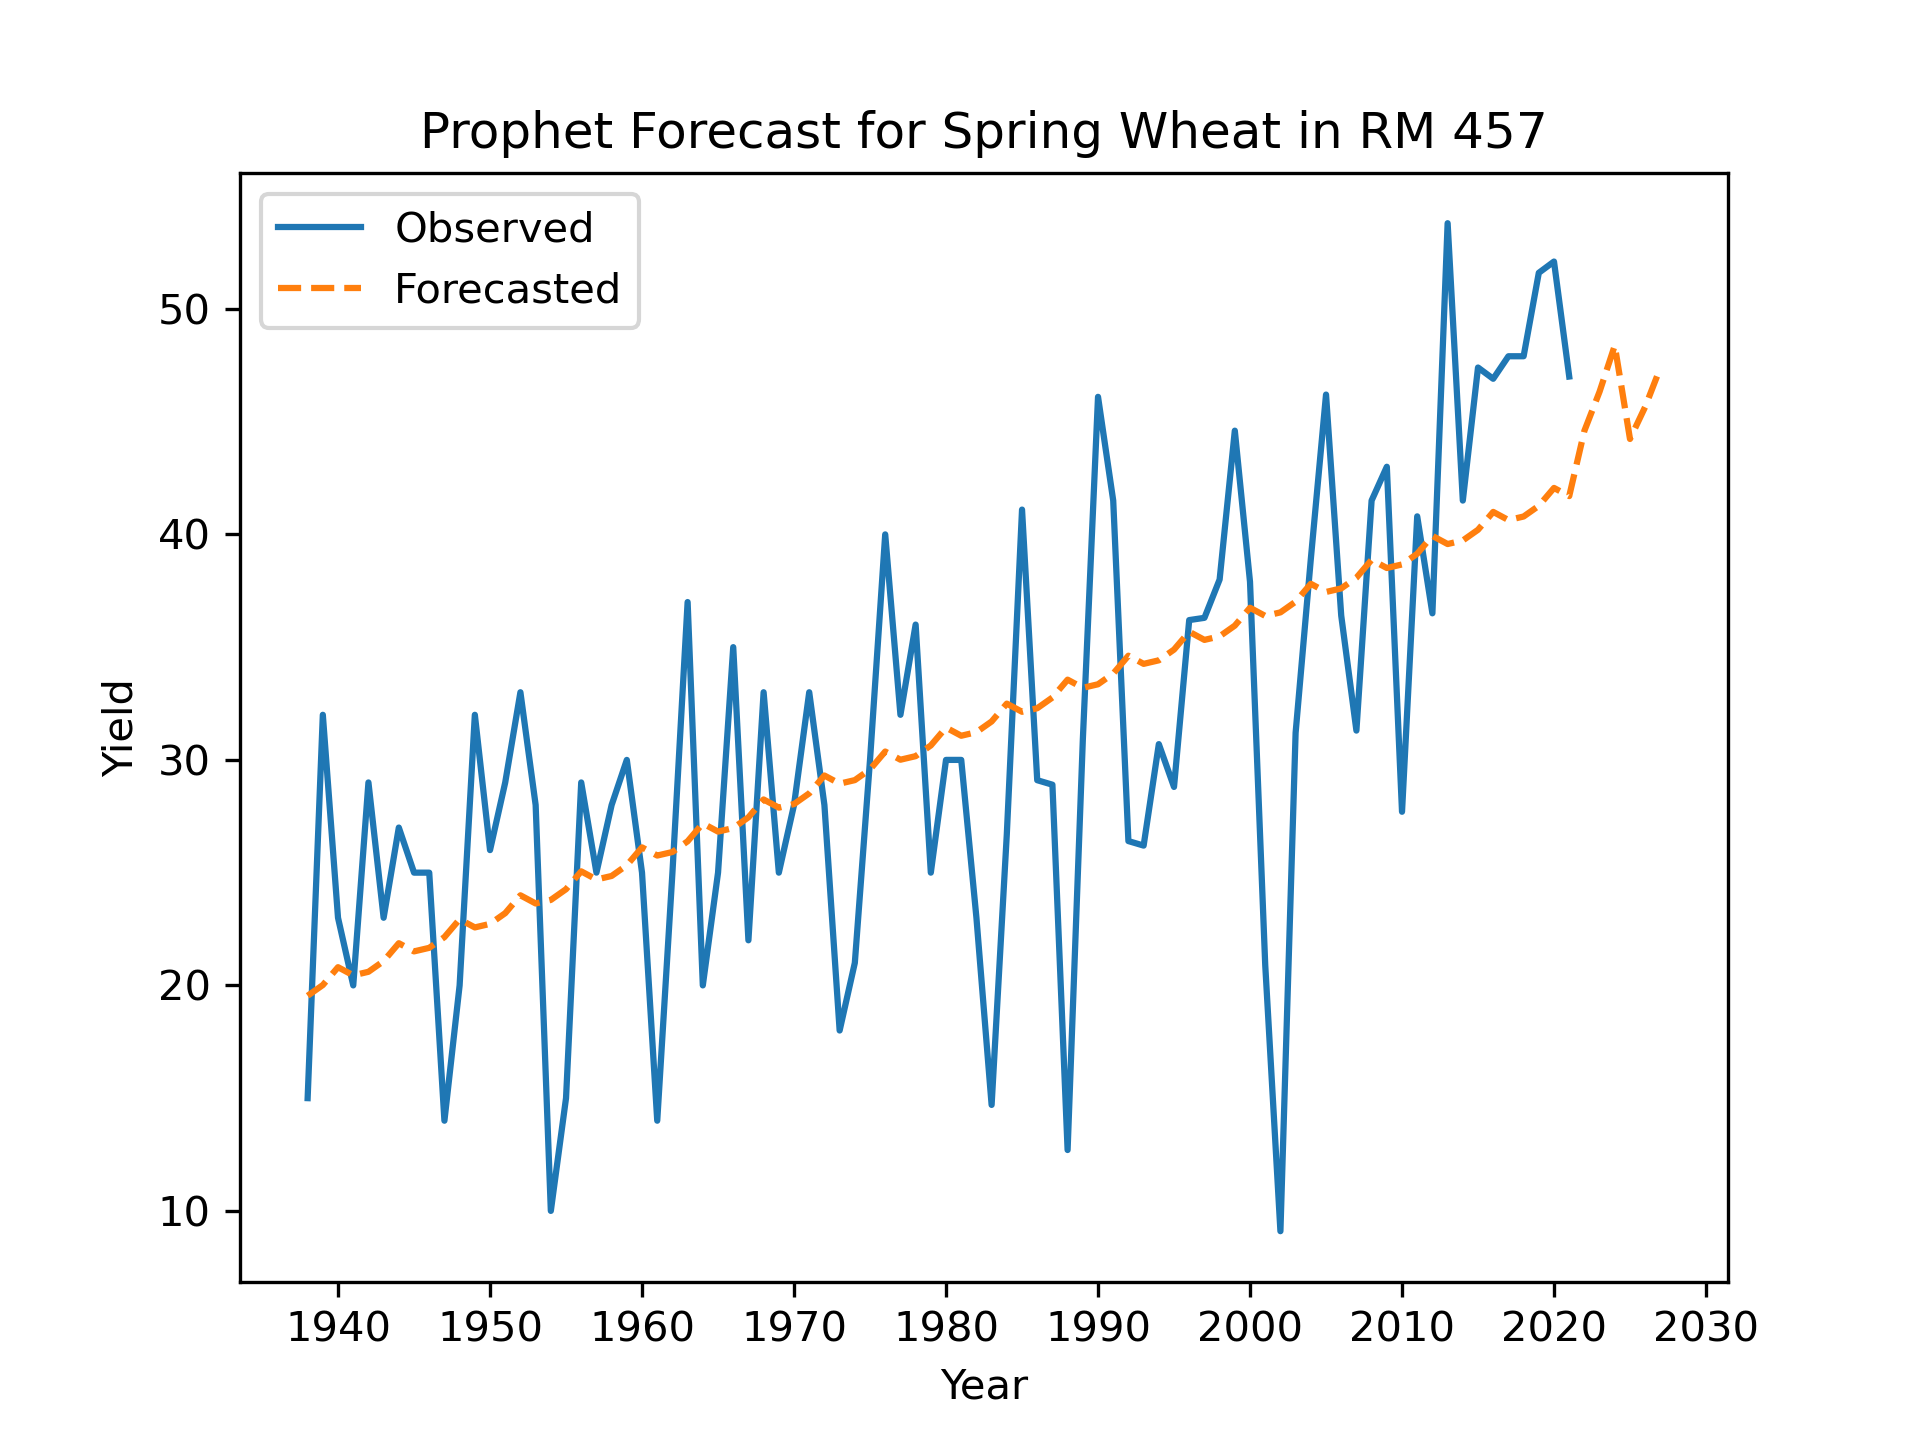 Prophet Forecast for Spring Wheat in RM 457
Observed
Forecasted
50
40
30
20
10
Yield
1940 1950 1960 1970 1980 1990 2000 2010 2020 2030
Year